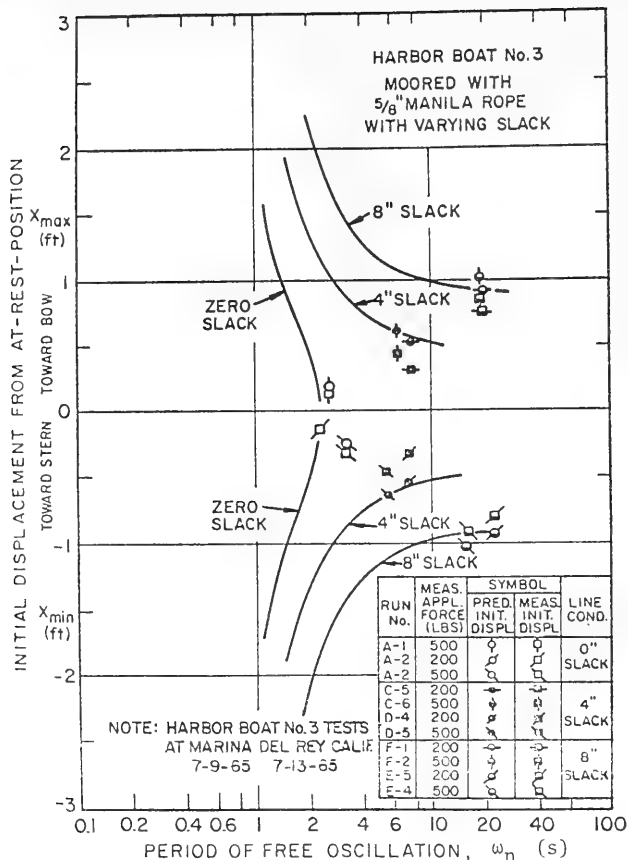 HARBOR BOAT No. 3
MOORED WITH
5/8" MANILA ROPE
WITH VARYING SLACK
INITIAL DISPLACEMENT FROM AT-REST-POSITION
TOWARD BOW
TOWARD STERN
Xmax
(ft)
Xmin
(ft)
3
2
1
0
-1
-2
-3
8" SLACK
4" SLACK
ZERO
SLACK
ZERO
SLACK
4" SLACK
8" SLACK
RUN No. MEAS. APPL. FORCE (LBS) SYMBOL LINE COND.
PRED. INIT. DISPL. MEAS. INIT. DISPL
A-1 500 0" SLACK
A-2 200
A-2 500
C-5 200 4" SLACK
C-6 500
D-4 200
D-5 500
F-1 200 8" SLACK
F-2 500
E-5 200
E-4 500
NOTE: HARBOR BOAT No. 3 TESTS
AT MARINA DEL REY CALIF
7-9-65 7-13-65
0.1 0.2 0.4 0.6 1 2 4 6 10 20 40 100
PERIOD OF FREE OSCILLATION, ωn (s)